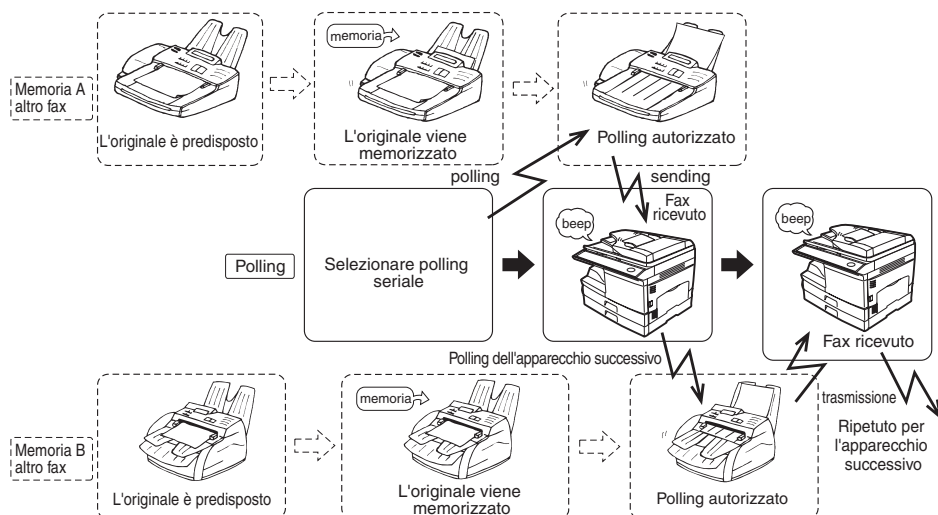 memoria
Memoria A
altro fax
L'originale è predisposto
L'originale viene
memorizzato
Polling autorizzato
polling
sending
Fax
ricevuto
beep
beep
Polling
Selezionare polling
seriale
Fax ricevuto
Polling dell'apparecchio successivo
trasmissione
memoria
Ripetuto per
l'apparecchio
successivo
Memoria B
altro fax
L'originale è predisposto
L'originale viene
memorizzato
Polling autorizzato